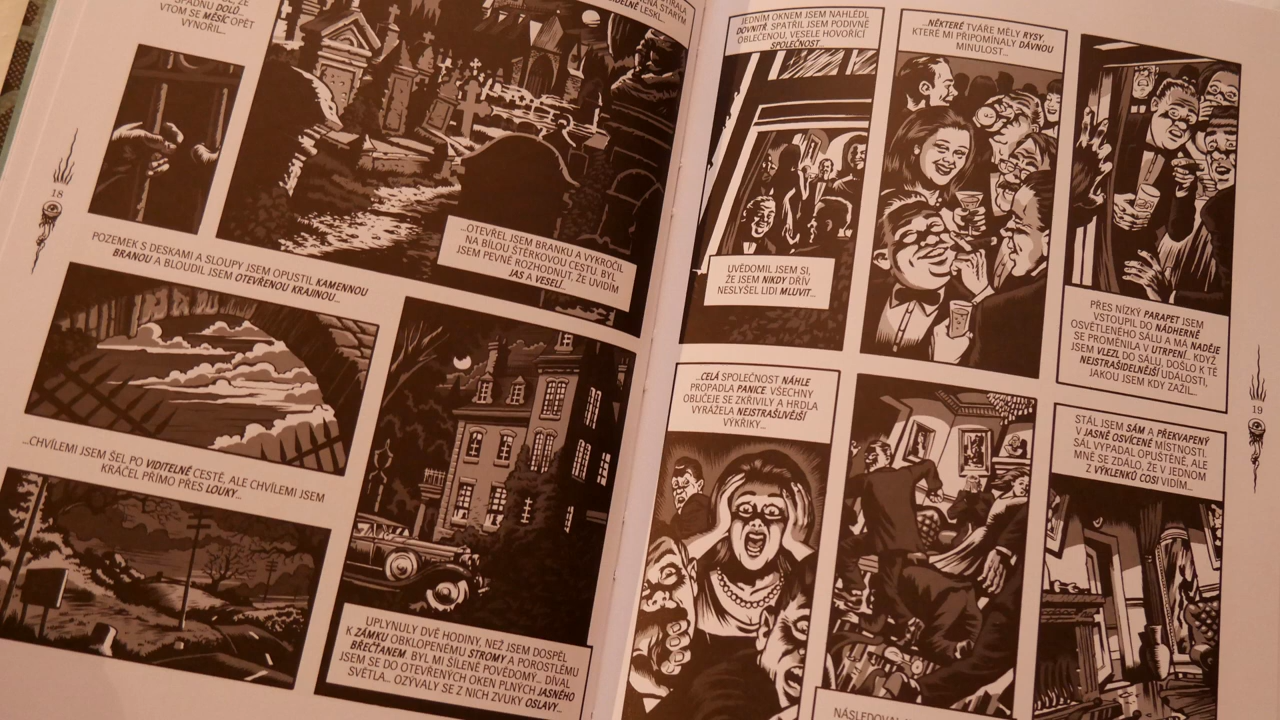 SPADNU DOLŮ...
VTOM SE MĚSÍC OPĚT
VYNOŘIL...
...OTEVŘEL JSEM BRANKU A VYKROČIL
NA BÍLOU ŠTĚRKOVOU CESTU. BYL
JSEM PEVNĚ ROZHODNUT, ŽE UVIDÍM
JAS A VESELÍ...
18
POZEMEK S DESKAMI A SLOUPY JSEM OPUSTIL KAMENNOU
BRANOU A BLOUDIL JSEM OTEVŘENOU KRAJINOU...
...CHVÍLEMI JSEM ŠEL PO VIDITELNÉ CESTĚ, ALE CHVÍLEMI JSEM
KRÁČEL PŘÍMO PŘES LOUKY...
UPLYNULY DVĚ HODINY, NEŽ JSEM DOSPĚL
K ZÁMKU OBKLOPENÉMU STROMY A POROSTLÉMU
BŘEČŤANEM. BYL MI ŠÍLENĚ POVĚDOMÝ... DÍVAL
JSEM SE DO OTEVŘENÝCH OKEN PLNÝCH JASNÉHO
SVĚTLA... OZÝVALY SE Z NICH ZVUKY OSLAVY...
JEDNÍM OKNEM JSEM NAHLÉDL
DOVNITŘ. SPATŘIL JSEM PODIVNĚ
OBLEČENOU, VESELE HOVOŘÍCÍ
SPOLEČNOST...
UVĚDOMIL JSEM SI,
ŽE JSEM NIKDY DŘÍV
NESLYŠEL LIDI MLUVIT...
...NĚKTERÉ TVÁŘE MĚLY RYSY,
KTERÉ MI PŘIPOMÍNALY DÁVNOU
MINULOST...
PŘES NÍZKÝ PARAPET JSEM
VSTOUPIL DO NÁDHERNĚ
OSVĚTLENÉHO SÁLU A MÁ NADĚJE
SE PROMĚNILA V UTRPENÍ... KDYŽ
JSEM VLEZL DO SÁLU, DOŠLO K TÉ
NEJSTRAŠIDELNĚJŠÍ UDÁLOSTI,
JAKOU JSEM KDY ZAŽIL...
19
...CELÁ SPOLEČNOST NÁHLE
PROPADLA PANICE. VŠECHNY
OBLIČEJE SE ZKŘIVILY A HRDLA
VYRÁŽELA NEJSTRAŠLIVĚJŠÍ
VÝKŘIKY...
STÁL JSEM SÁM A PŘEKVAPENÝ
V JASNĚ OSVÍCENÉ MÍSTNOSTI.
SÁL VYPADAL OPUŠTĚNĚ, ALE
MNĚ SE ZDÁLO, ŽE V JEDNOM
Z VÝKLENKŮ COSI VIDÍM...